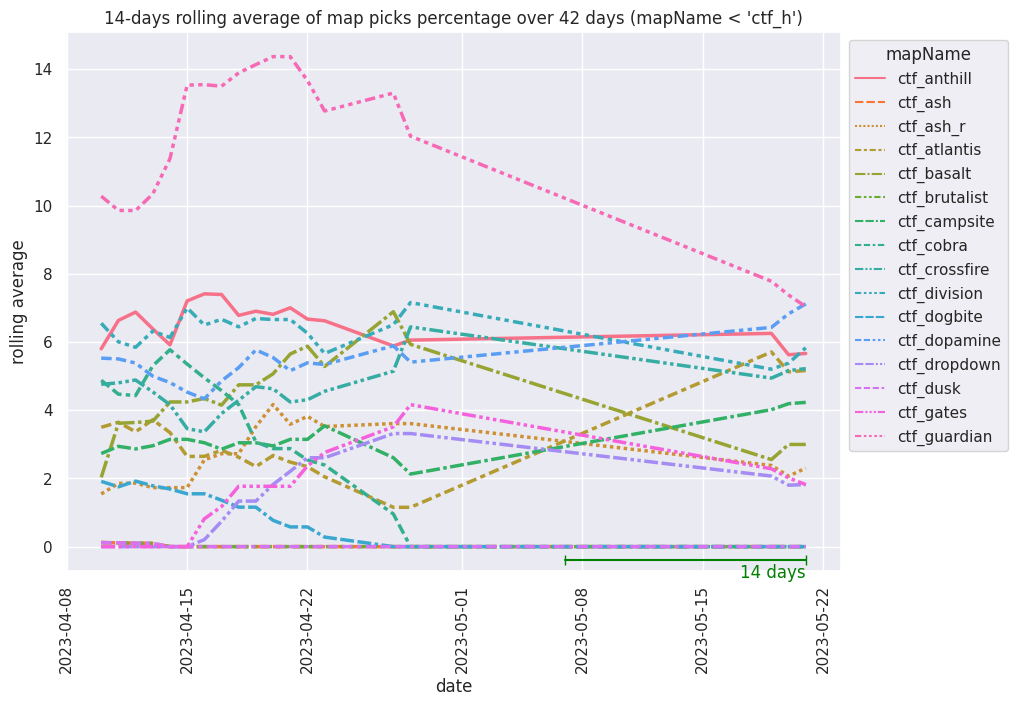 14-days rolling average of map picks percentage over 42 days (mapName < 'ctf_h')
mapName
ctf_anthill
ctf_ash
ctf_ash_r
ctf_atlantis
ctf_basalt
ctf_brutalist
ctf_campsite
ctf_cobra
ctf_crossfire
ctf_division
ctf_dogbite
ctf_dopamine
ctf_dropdown
ctf_dusk
ctf_gates
ctf_guardian
rolling average
14
12
10
8
6
4
2
0
14 days
2023-04-08
2023-04-15
2023-04-22
2023-05-01
2023-05-08
2023-05-15
2023-05-22
date